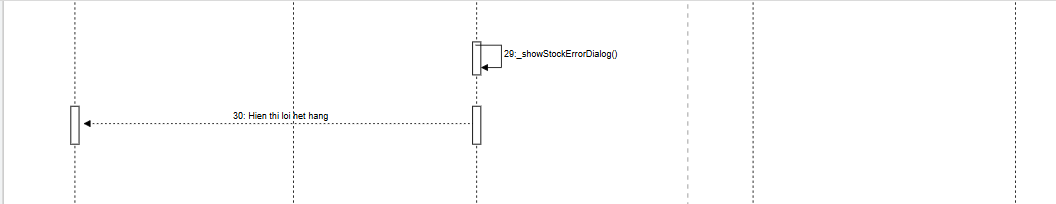 29:_showStockErrorDialog()
30: Hien thi loi het hang